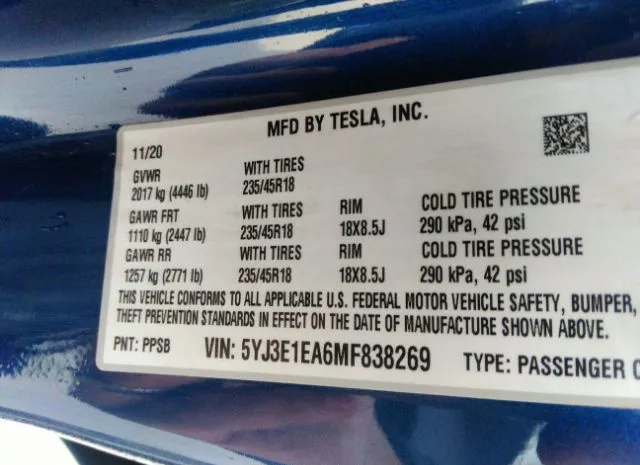 MFD BY TESLA, INC.
11/20
GVWR WITH TIRES
2017 kg (4446 lb) 235/45R18
GAWR FRT WITH TIRES RIM COLD TIRE PRESSURE
1110 kg (2447 lb) 235/45R18 18X8.5J 290 kPa, 42 psi
GAWR RR WITH TIRES RIM COLD TIRE PRESSURE
1257 kg (2771 lb) 235/45R18 18X8.5J 290 kPa, 42 psi
THIS VEHICLE CONFORMS TO ALL APPLICABLE U.S. FEDERAL MOTOR VEHICLE SAFETY, BUMPER,
THEFT PREVENTION STANDARDS IN EFFECT ON THE DATE OF MANUFACTURE SHOWN ABOVE.
PNT: PPSB VIN: 5YJ3E1EA6MF838269 TYPE: PASSENGER C